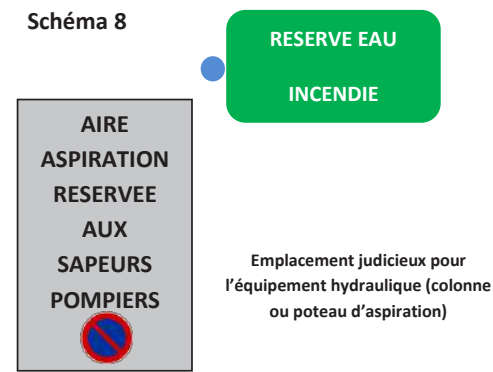 Schéma 8
RESERVE EAU
INCENDIE
AIRE
ASPIRATION
RESERVEE
AUX
SAPEURS
POMPIERS
Emplacement judicieux pour
l’équipement hydraulique (colonne
ou poteau d’aspiration)